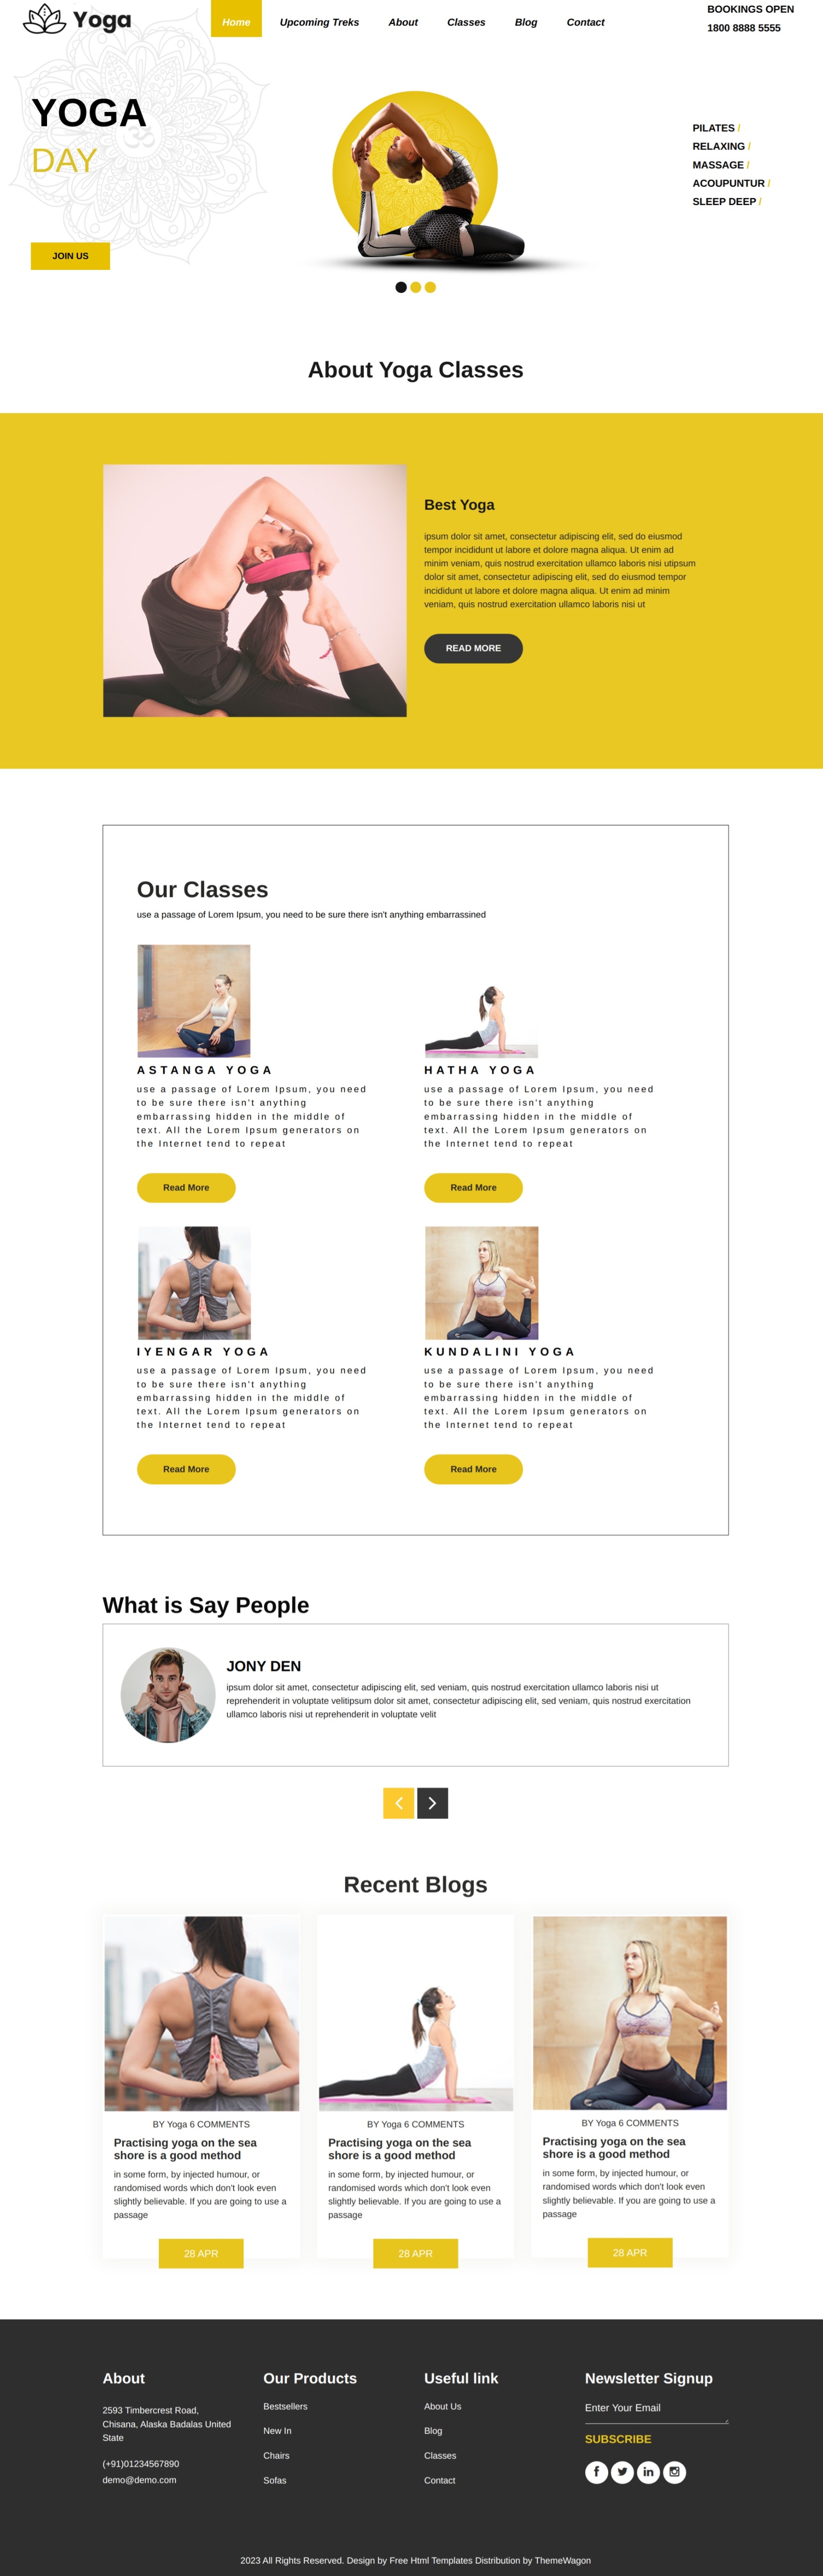 Yoga
Home Upcoming Treks About Classes Blog Contact
BOOKINGS OPEN
1800 8888 5555
YOGA
DAY
JOIN US
PILATES /
RELAXING /
MASSAGE /
ACOUPUNTUR /
SLEEP DEEP /
About Yoga Classes
Best Yoga
ipsum dolor sit amet, consectetur adipiscing elit, sed do eiusmod
tempor incididunt ut labore et dolore magna aliqua. Ut enim ad
minim veniam, quis nostrud exercitation ullamco laboris nisi utipsum
dolor sit amet, consectetur adipiscing elit, sed do eiusmod tempor
incididunt ut labore et dolore magna aliqua. Ut enim ad minim
veniam, quis nostrud exercitation ullamco laboris nisi ut
READ MORE
Our Classes
use a passage of Lorem Ipsum, you need to be sure there isn't anything embarrassined
ASTANGA YOGA
use a passage of Lorem Ipsum, you need
to be sure there isn't anything
embarrassing hidden in the middle of
text. All the Lorem Ipsum generators on
the Internet tend to repeat
Read More
HATHA YOGA
use a passage of Lorem Ipsum, you need
to be sure there isn't anything
embarrassing hidden in the middle of
text. All the Lorem Ipsum generators on
the Internet tend to repeat
Read More
IYENGAR YOGA
use a passage of Lorem Ipsum, you need
to be sure there isn't anything
embarrassing hidden in the middle of
text. All the Lorem Ipsum generators on
the Internet tend to repeat
Read More
KUNDALINI YOGA
use a passage of Lorem Ipsum, you need
to be sure there isn't anything
embarrassing hidden in the middle of
text. All the Lorem Ipsum generators on
the Internet tend to repeat
Read More
What is Say People
JONY DEN
ipsum dolor sit amet, consectetur adipiscing elit, sed veniam, quis nostrud exercitation ullamco laboris nisi ut
reprehenderit in voluptate velitipsum dolor sit amet, consectetur adipiscing elit, sed veniam, quis nostrud exercitation
ullamco laboris nisi ut reprehenderit in voluptate velit
Recent Blogs
BY Yoga 6 COMMENTS
Practising yoga on the sea
shore is a good method
in some form, by injected humour, or
randomised words which don't look even
slightly believable. If you are going to use a
passage
28 APR
BY Yoga 6 COMMENTS
Practising yoga on the sea
shore is a good method
in some form, by injected humour, or
randomised words which don't look even
slightly believable. If you are going to use a
passage
28 APR
BY Yoga 6 COMMENTS
Practising yoga on the sea
shore is a good method
in some form, by injected humour, or
randomised words which don't look even
slightly believable. If you are going to use a
passage
28 APR
About
2593 Timbercrest Road,
Chisana, Alaska Badalas United
State
(+91)01234567890
demo@demo.com
Our Products
Bestsellers
New In
Chairs
Sofas
Useful link
About Us
Blog
Classes
Contact
Newsletter Signup
Enter Your Email
SUBSCRIBE
2023 All Rights Reserved. Design by Free Html Templates Distribution by ThemeWagon